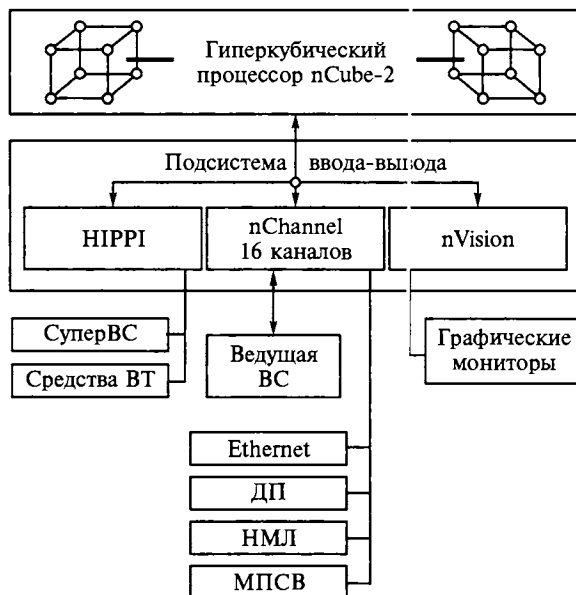 Гиперкубический
процессор nCube-2
Подсистема ввода-вывода
HIPPI
nChannel
16 каналов
nVision
СуперВС
Средства ВТ
Ведущая
ВС
Графические
мониторы
Ethernet
ДП
НМЛ
МПСВ